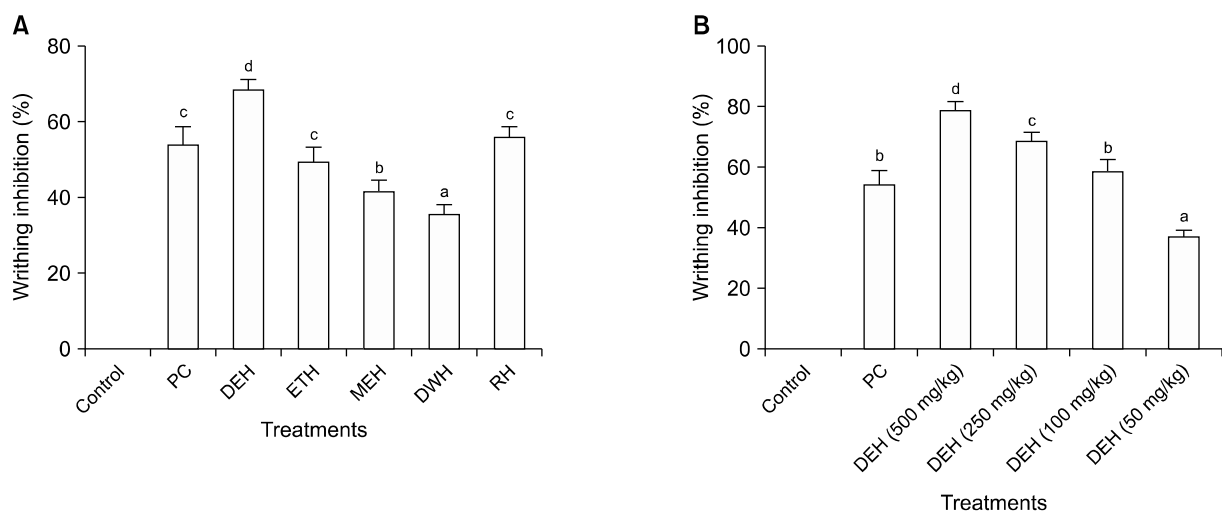 A
Writhing inhibition (%)
80
60
40
20
0
c
d
c
b
a
c
Control
PC
DEH
ETH
MEH
DWH
RH
Treatments
B
Writhing inhibition (%)
100
80
60
40
20
0
b
d
c
b
a
Control
PC
DEH (500 mg/kg)
DEH (250 mg/kg)
DEH (100 mg/kg)
DEH (50 mg/kg)
Treatments